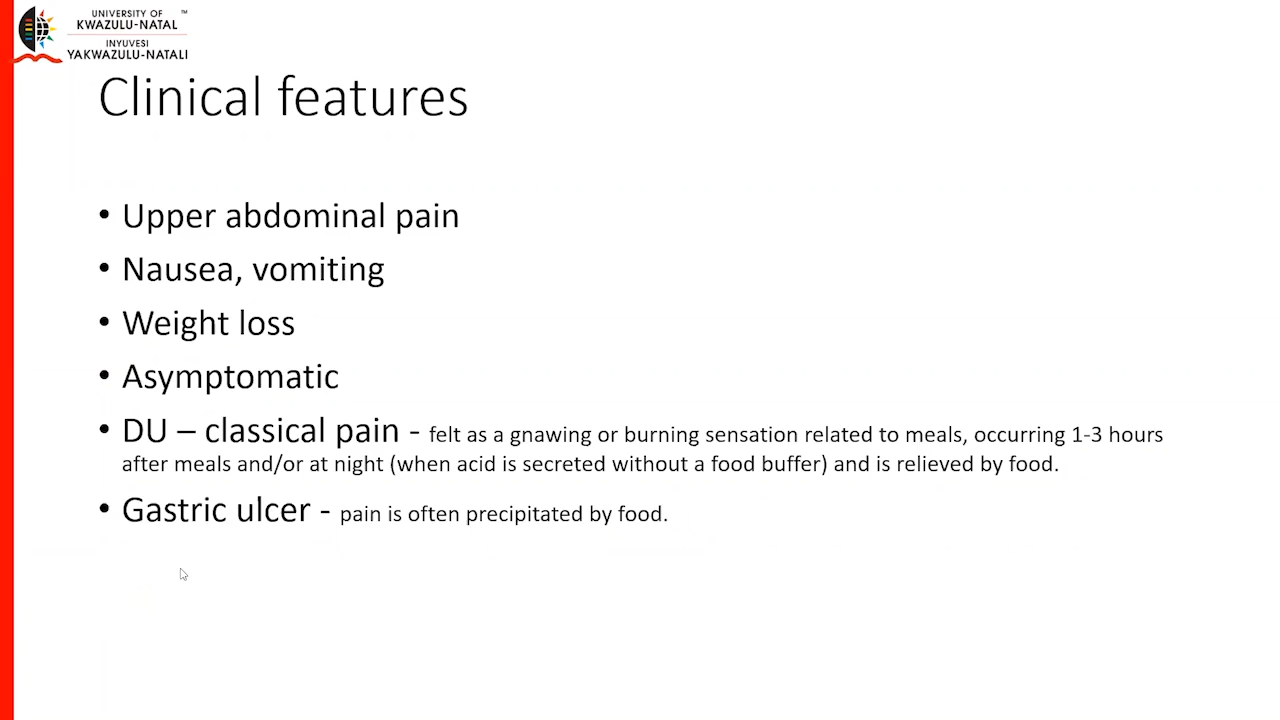 UNIVERSITY OF ™
KWAZULU-NATAL
INYUVESI
YAKWAZULU-NATALI
Clinical features
• Upper abdominal pain
• Nausea, vomiting
• Weight loss
• Asymptomatic
• DU – classical pain - felt as a gnawing or burning sensation related to meals, occurring 1-3 hours
after meals and/or at night (when acid is secreted without a food buffer) and is relieved by food.
• Gastric ulcer - pain is often precipitated by food.